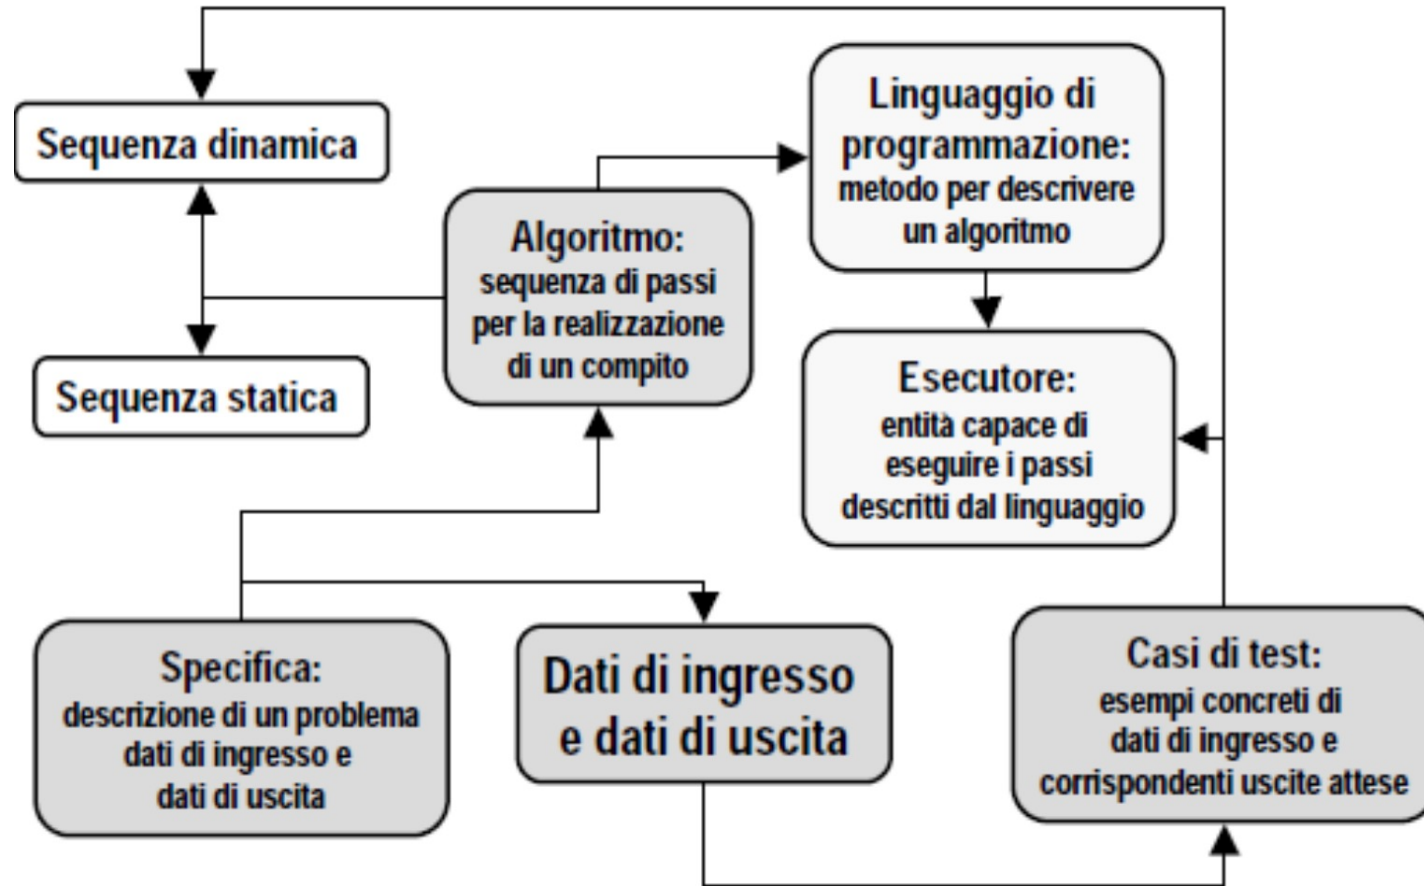 Sequenza dinamica
Sequenza statica
Algoritmo:
sequenza di passi
per la realizzazione
di un compito
Linguaggio di
programmazione:
metodo per descrivere
un algoritmo
Esecutore:
entità capace di
eseguire i passi
descritti dal linguaggio
Specifica:
descrizione di un problema
dati di ingresso e
dati di uscita
Dati di ingresso
e dati di uscita
Casi di test:
esempi concreti di
dati di ingresso e
corrispondenti uscite attese